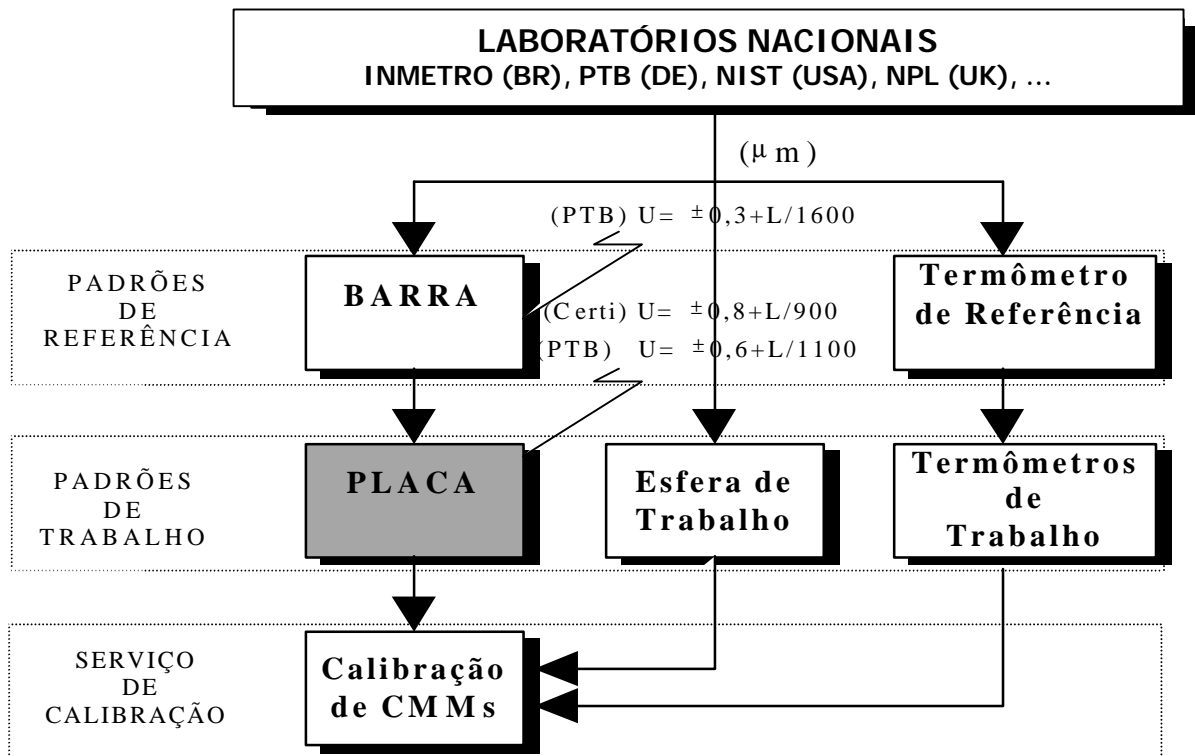 LABORATÓRIOS NACIONAIS
INMETRO (BR), PTB (DE), NIST (USA), NPL (UK), ...
(μm)
(PTB) U= ±0,3+L/1600
PADRÕES
DE
REFERÊNCIA
BARRA
Termômetro
de Referência
(Certi) U= ±0,8+L/900
(PTB) U= ±0,6+L/1100
PADRÕES
DE
TRABALHO
PLACA
Esfera de
Trabalho
Termômetros
de
Trabalho
SERVIÇO
DE
CALIBRAÇÃO
Calibração
de CMMs